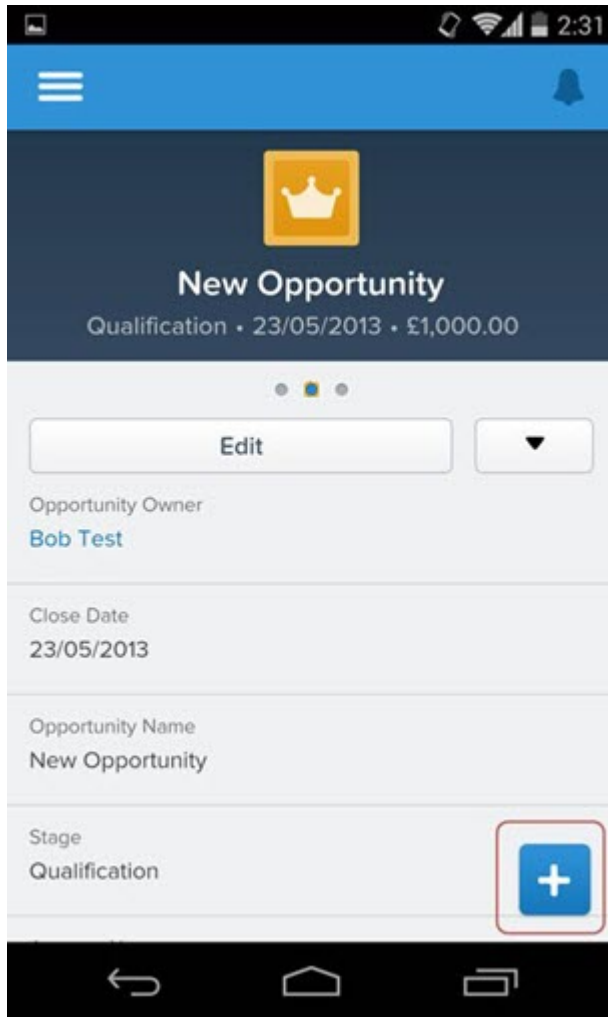 2:31
New Opportunity
Qualification • 23/05/2013 • £1,000.00
Edit
Opportunity Owner
Bob Test
Close Date
23/05/2013
Opportunity Name
New Opportunity
Stage
Qualification